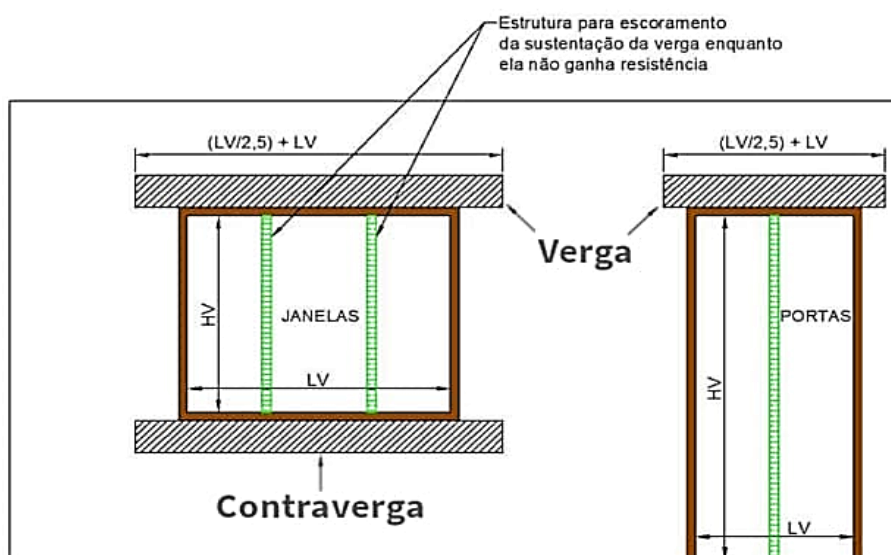 Estrutura para escoramento
da sustentação da verga enquanto
ela não ganha resistência
(LV/2,5) + LV
(LV/2,5) + LV
Verga
HV
JANELAS
LV
HV
PORTAS
LV
Contraverga